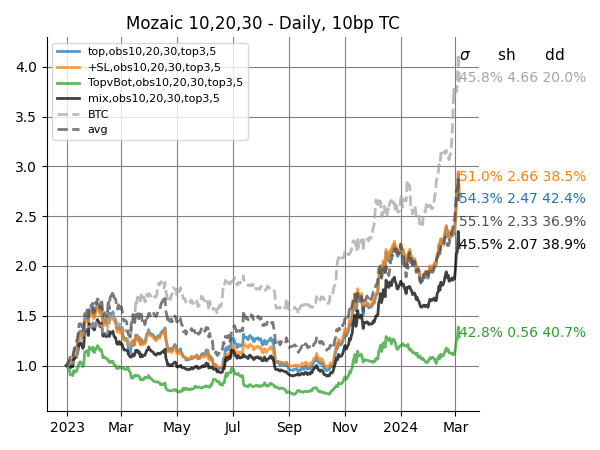 Mozaic 10,20,30 - Daily, 10bp TC
top,obs10,20,30,top3,5
+SL,obs10,20,30,top3,5
TopvBot,obs10,20,30,top3,5
mix,obs10,20,30,top3,5
BTC
avg
σ sh dd
45.8% 4.66 20.0%
51.0% 2.66 38.5%
54.3% 2.47 42.4%
55.1% 2.33 36.9%
45.5% 2.07 38.9%
42.8% 0.56 40.7%
4.0
3.5
3.0
2.5
2.0
1.5
1.0
2023 Mar May Jul Sep Nov 2024 Mar